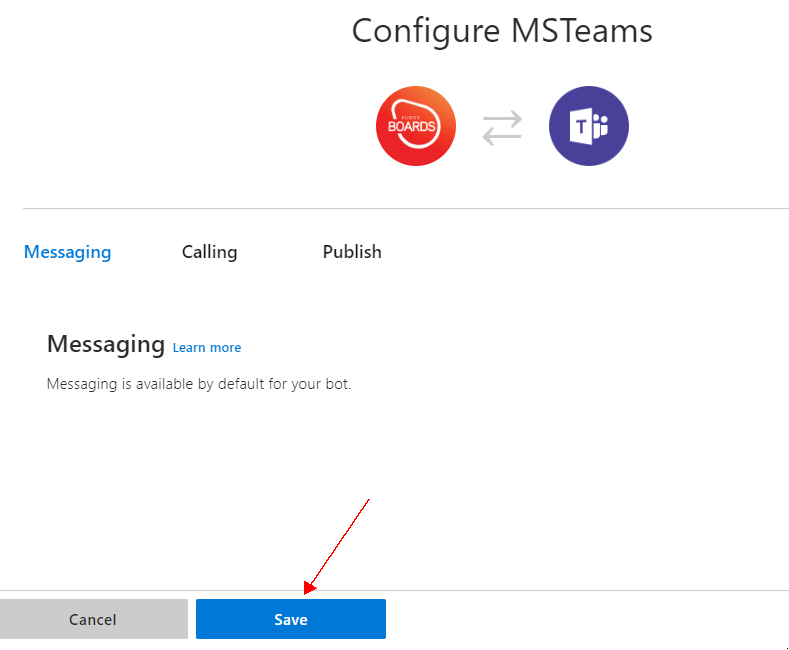 Configure MSTeams
BOARDS
T
Messaging Calling Publish
Messaging Learn more
Messaging is available by default for your bot.
Cancel Save